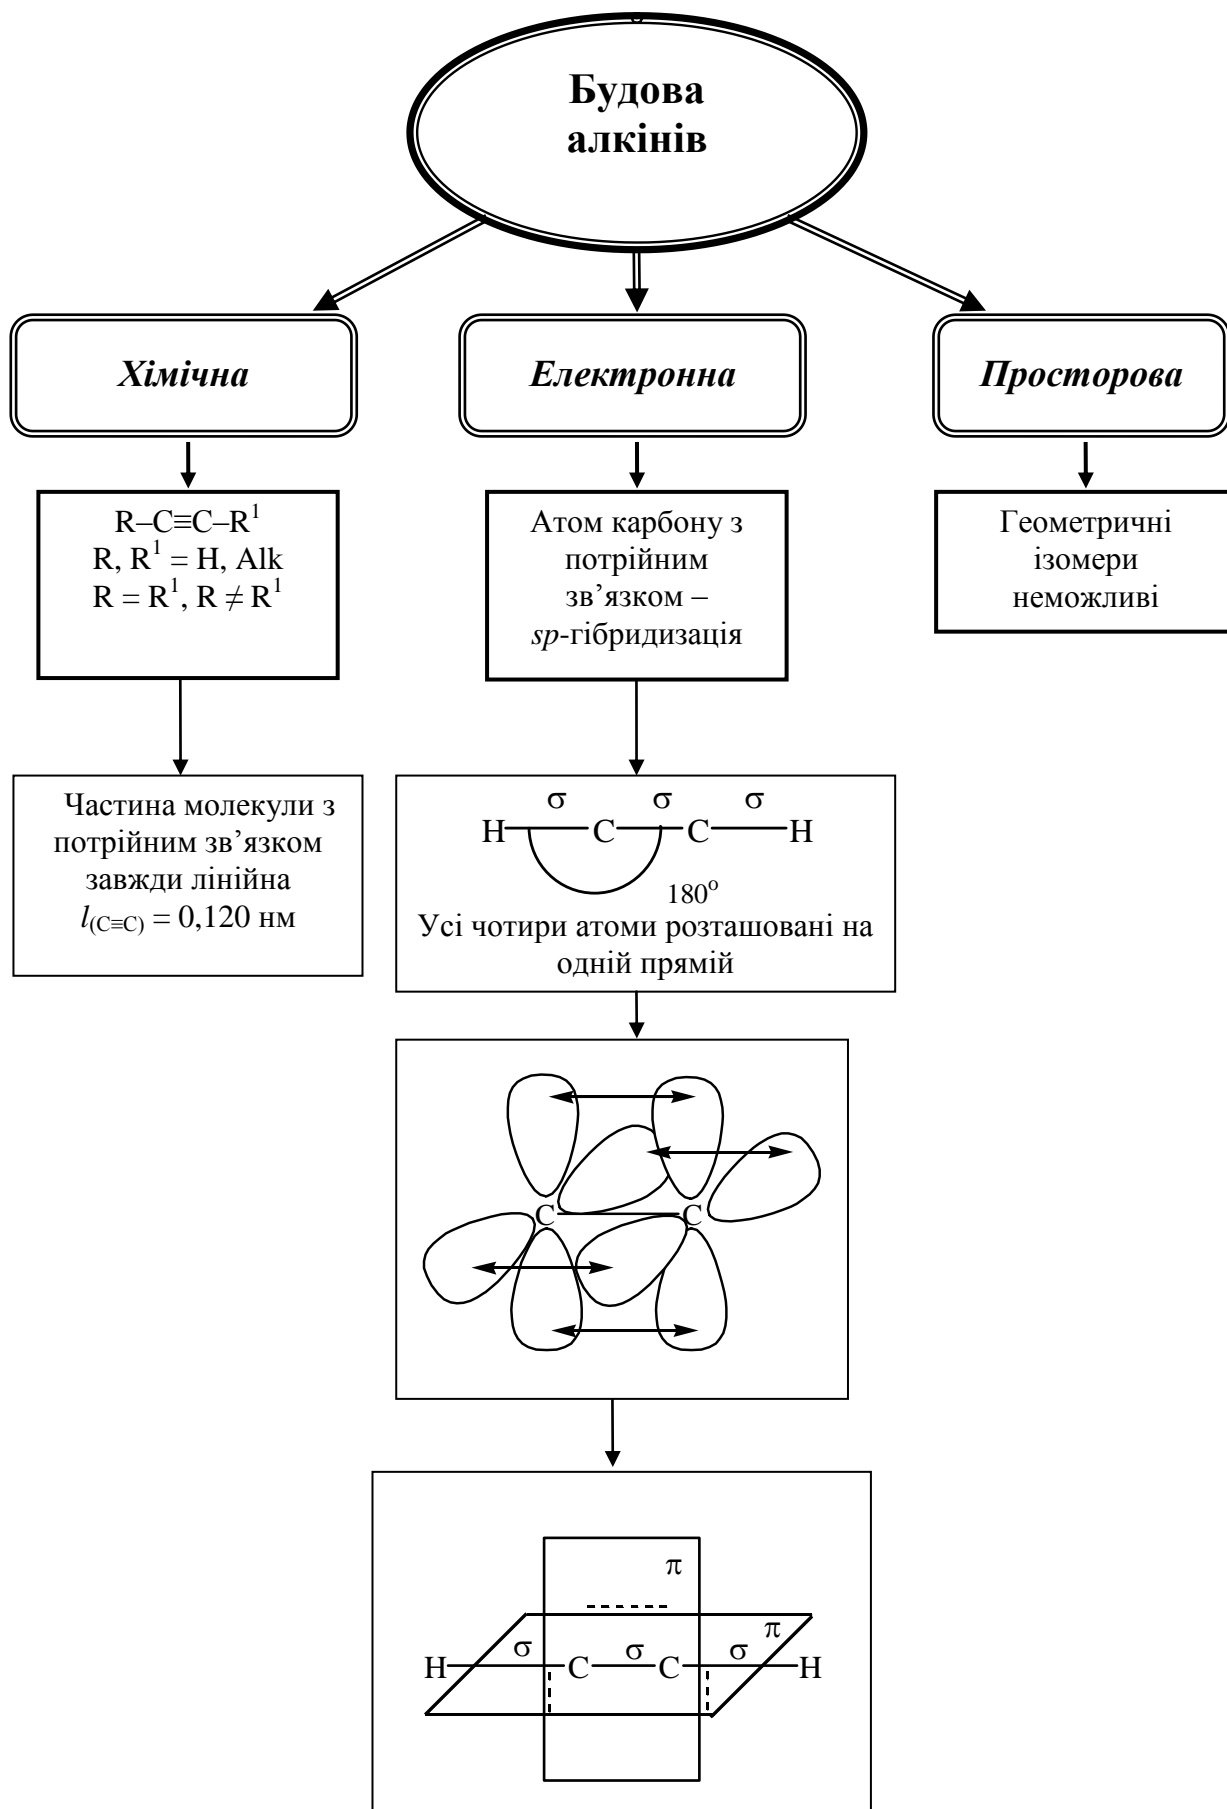 Будова
алкінів
Хімічна
Електронна
Просторова
R–C≡C–R¹
R, R¹ = H, Alk
R = R¹, R ≠ R¹
Атом карбону з
потрійним
зв’язком –
sp-гібридизація
Геометричні
ізомери
неможливі
Частина молекули з
потрійним зв’язком
завжди лінійна
l(C≡C) = 0,120 нм
σ σ σ
H C C H
180°
Усі чотири атоми розташовані на
одній прямій
C C
π
π
σ σ σ
H C C H